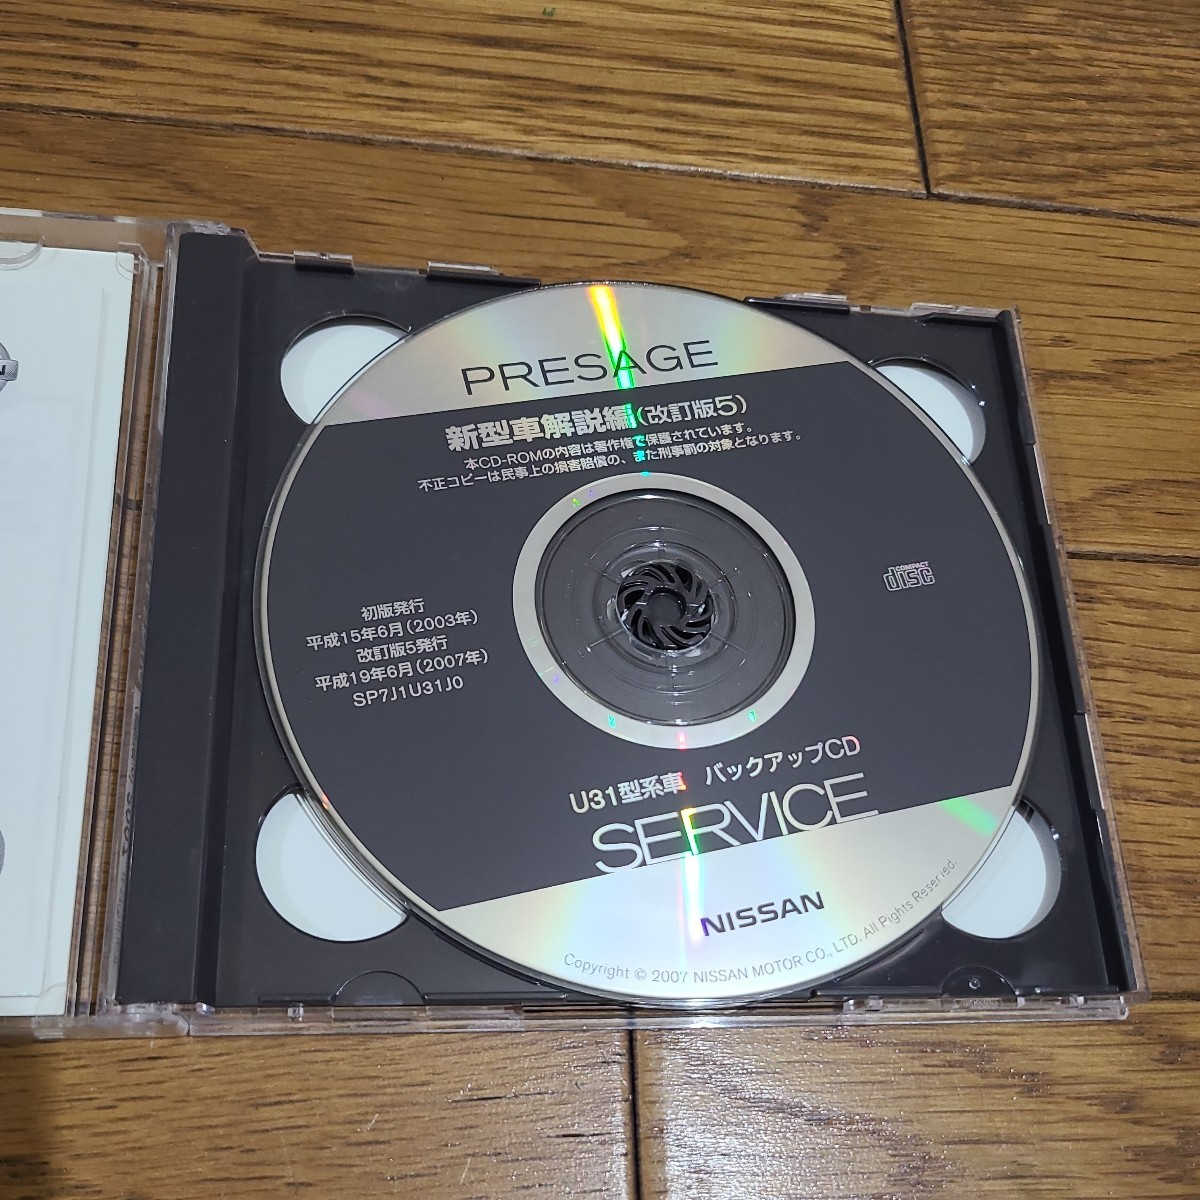 PRESAGE
新型車解説編(改訂版5)
本CD-ROMの内容は著作権で保護されています。
不正コピーは民事上の損害賠償の、また刑事罰の対象となります。
COMPACT
disc
初版発行
平成15年6月(2003年)
改訂版5発行
平成19年6月(2007年)
SP7J1U31J0
U31型系車 バックアップCD
SERVICE
NISSAN
Copyright © 2007 NISSAN MOTOR CO., LTD. All Rights Reserved.